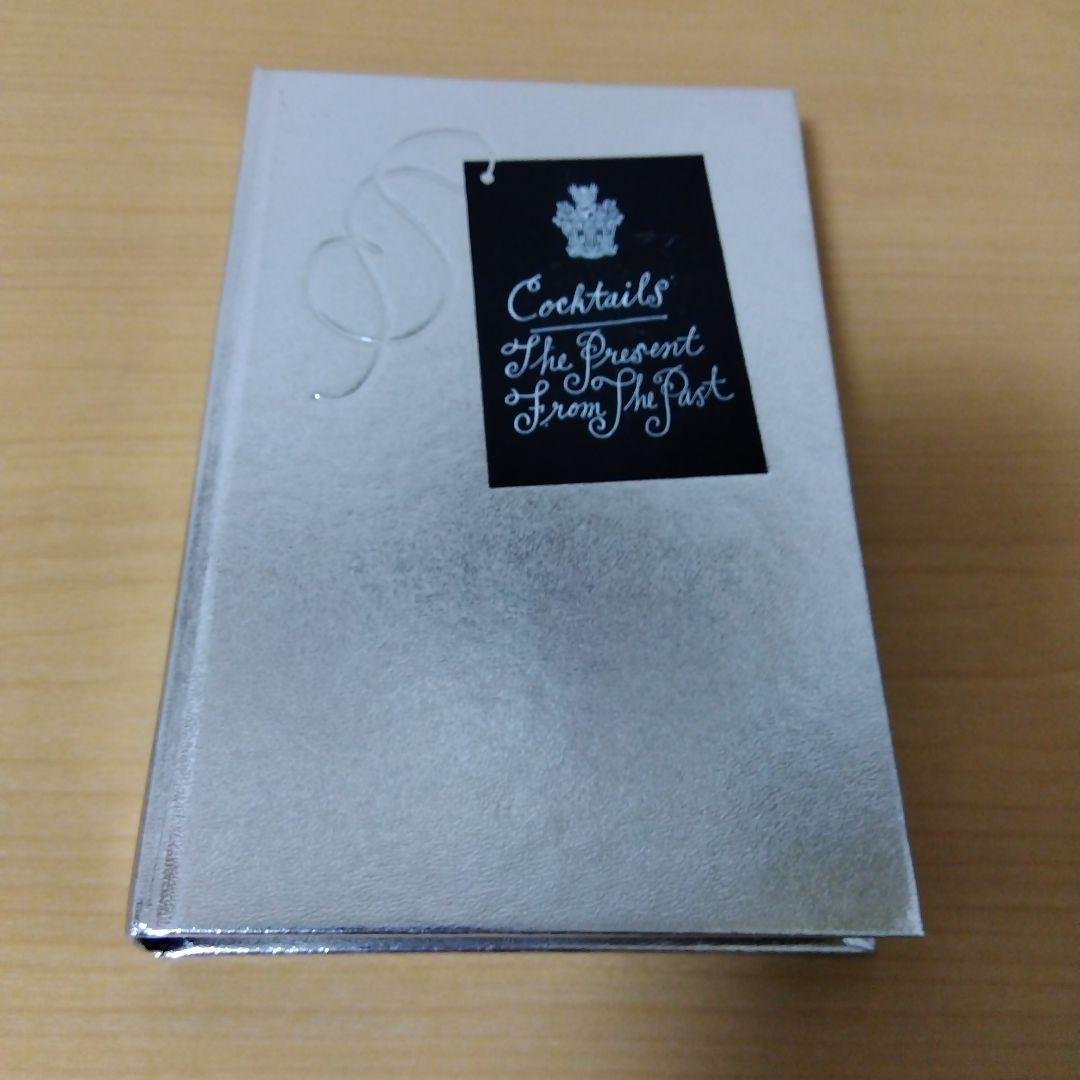 Cocktails
The Present
From The Past